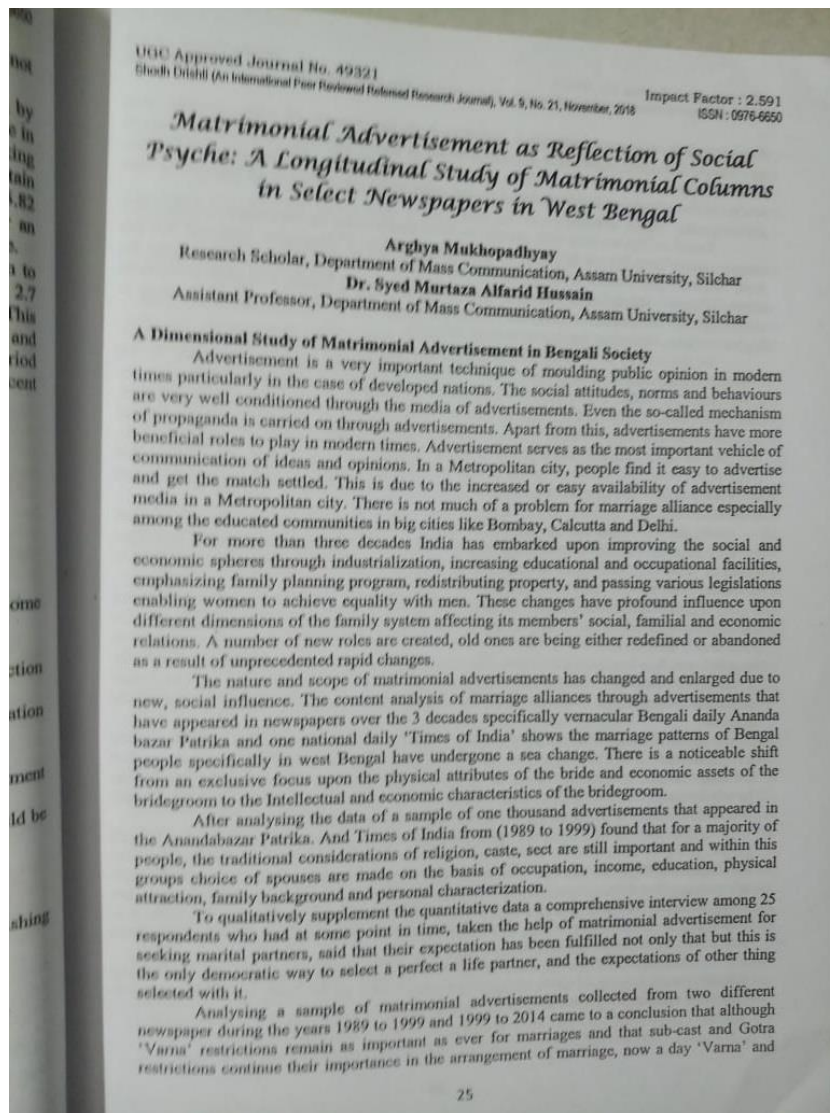 not
by
e in
ing
tain
.82
an
to
2.7
This
and
riod
cent
ome
ction
ation
ment
ld be
shing
UGC Approved Journal No. 49321
Shodh Drishti (An International Peer Reviewed Refereed Research Journal), Vol. 9, No. 21, November, 2018
Impact Factor : 2.591
ISSN : 0976-6650
Matrimonial Advertisement as Reflection of Social
Psyche: A Longitudinal Study of Matrimonial Columns
in Select Newspapers in West Bengal
Arghya Mukhopadhyay
Research Scholar, Department of Mass Communication, Assam University, Silchar
Dr. Syed Murtaza Alfarid Hussain
Assistant Professor, Department of Mass Communication, Assam University, Silchar
A Dimensional Study of Matrimonial Advertisement in Bengali Society
Advertisement is a very important technique of moulding public opinion in modern
times particularly in the case of developed nations. The social attitudes, norms and behaviours
are very well conditioned through the media of advertisements. Even the so-called mechanism
of propaganda is carried on through advertisements. Apart from this, advertisements have more
beneficial roles to play in modern times. Advertisement serves as the most important vehicle of
communication of ideas and opinions. In a Metropolitan city, people find it easy to advertise
and get the match settled. This is due to the increased or easy availability of advertisement
media in a Metropolitan city. There is not much of a problem for marriage alliance especially
among the educated communities in big cities like Bombay, Calcutta and Delhi.
For more than three decades India has embarked upon improving the social and
economic spheres through industrialization, increasing educational and occupational facilities,
emphasizing family planning program, redistributing property, and passing various legislations
enabling women to achieve equality with men. These changes have profound influence upon
different dimensions of the family system affecting its members' social, familial and economic
relations. A number of new roles are created, old ones are being either redefined or abandoned
as a result of unprecedented rapid changes.
The nature and scope of matrimonial advertisements has changed and enlarged due to
new, social influence. The content analysis of marriage alliances through advertisements that
have appeared in newspapers over the 3 decades specifically vernacular Bengali daily Ananda
bazar Patrika and one national daily 'Times of India' shows the marriage patterns of Bengal
people specifically in west Bengal have undergone a sea change. There is a noticeable shift
from an exclusive focus upon the physical attributes of the bride and economic assets of the
bridegroom to the Intellectual and economic characteristics of the bridegroom.
After analysing the data of a sample of one thousand advertisements that appeared in
the Anandabazar Patrika. And Times of India from (1989 to 1999) found that for a majority of
people, the traditional considerations of religion, caste, sect are still important and within this
groups choice of spouses are made on the basis of occupation, income, education, physical
attraction, family background and personal characterization.
To qualitatively supplement the quantitative data a comprehensive interview among 25
respondents who had at some point in time, taken the help of matrimonial advertisement for
seeking marital partners, said that their expectation has been fulfilled not only that but this is
the only democratic way to select a perfect a life partner, and the expectations of other thing
selected with it.
Analysing a sample of matrimonial advertisements collected from two different
newspaper during the years 1989 to 1999 and 1999 to 2014 came to a conclusion that although
'Varna' restrictions remain as important as ever for marriages and that sub-cast and Gotra
restrictions continue their importance in the arrangement of marriage, now a day 'Varna' and
25